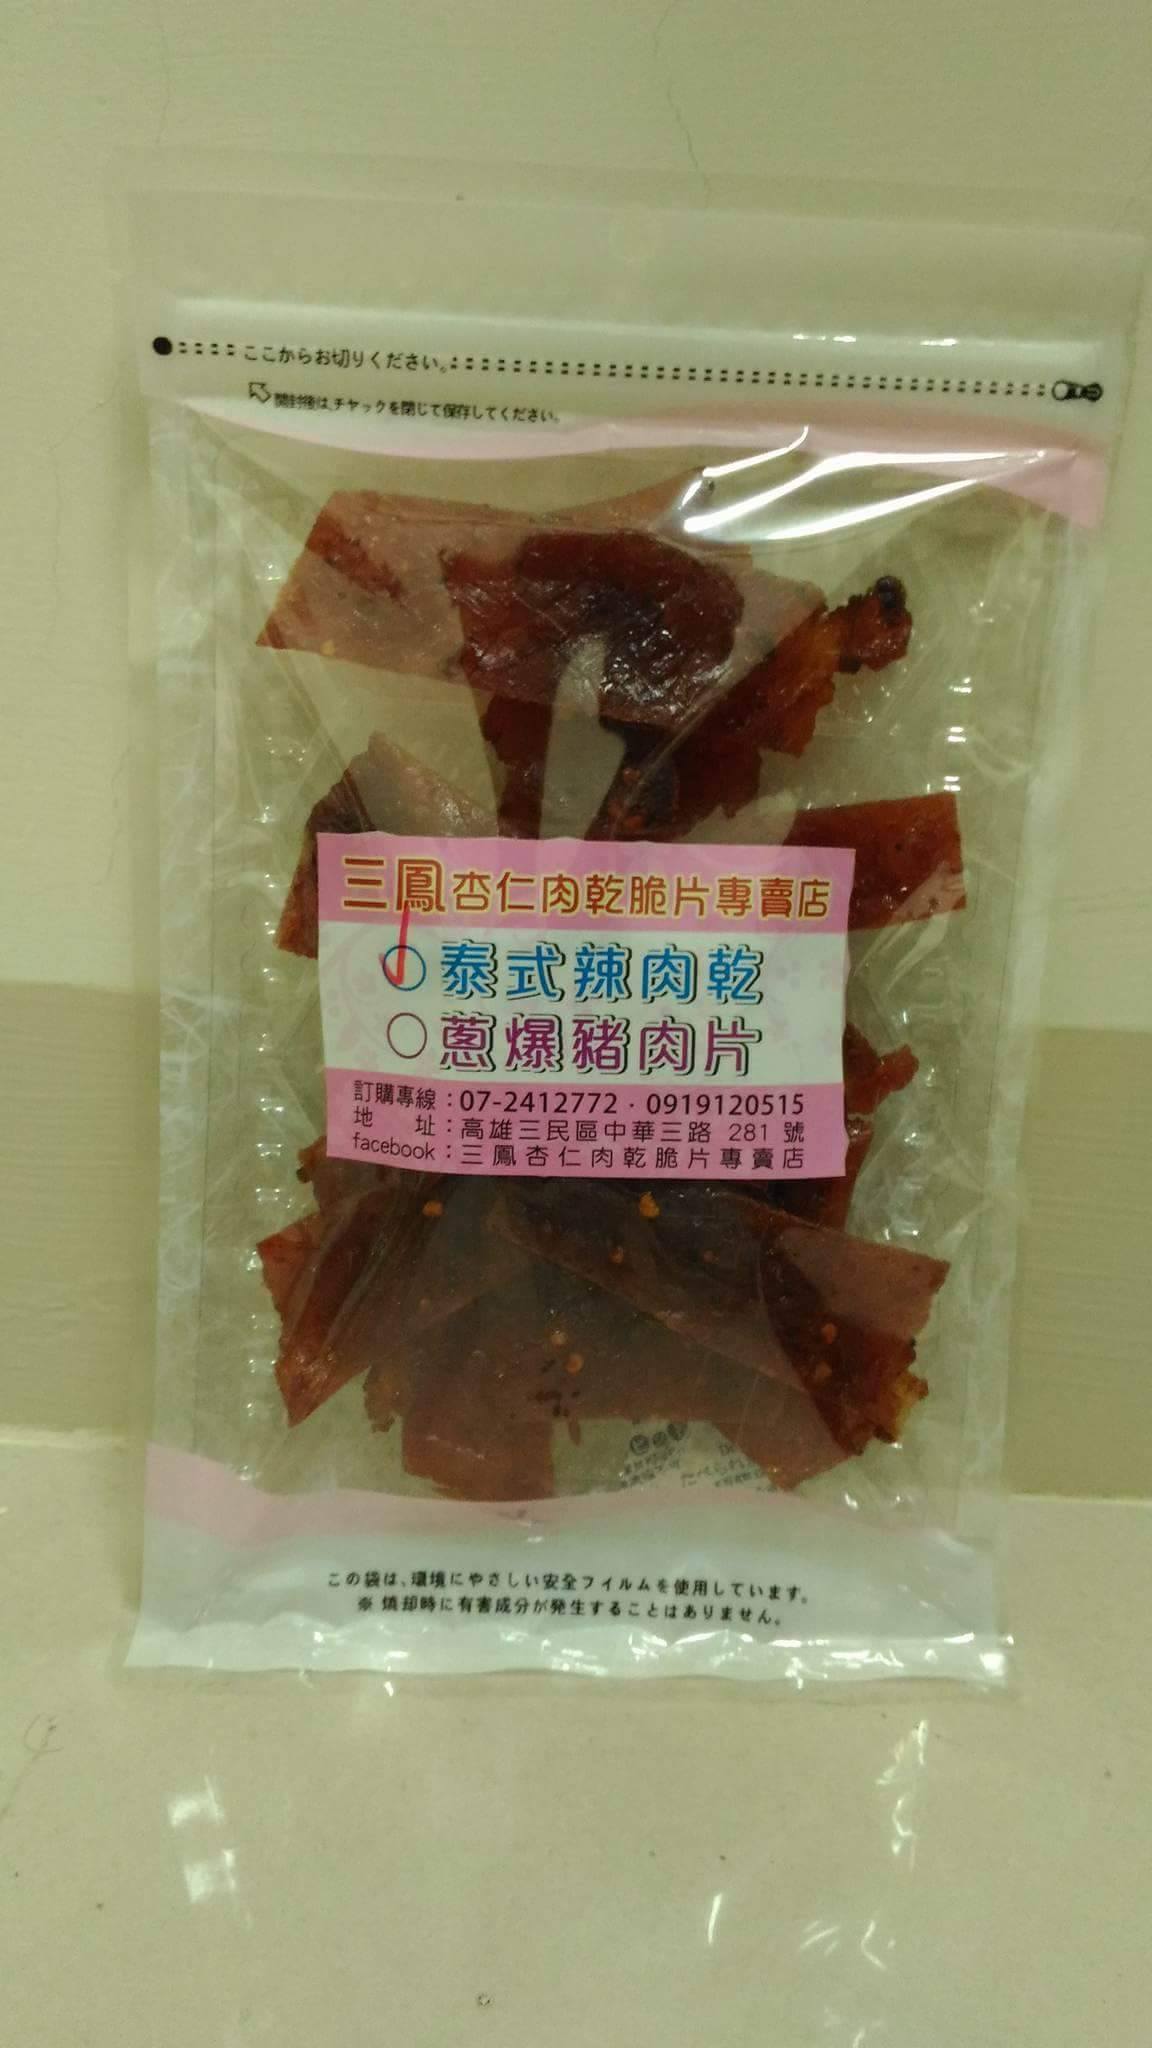 ここからお切りください。
開封後は、チヤックを閉じて保存してください。
三鳳杏仁肉乾脆片專賣店
泰式辣肉乾
蔥爆豬肉片
訂購專線：07-2412772．0919120515
地　　址：高雄三民區中華三路 281 號
facebook：三鳳杏仁肉乾脆片專賣店
この袋は、環境にやさしい安全フイルムを使用しています。
※ 焼却時に有害成分が発生することはありません。